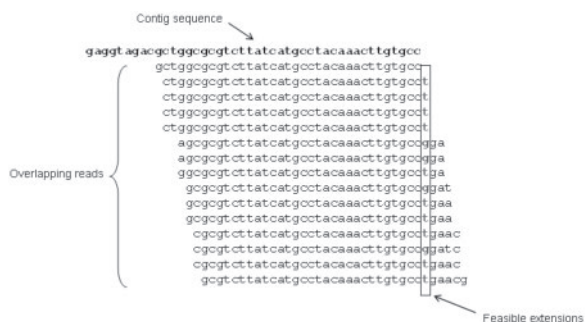 Contig sequence
gaggtagacgctggcgcgtcttatcatgcctacaaacttgtgcc
gctggcgcgtcttatcatgcctacaaacttgtgcc
ctggcgcgtcttatcatgcctacaaacttgtgcct
ctggcgcgtcttatcatgcctacaaacttgtgcct
ctggcgcgtcttatcatgcctacaaacttgtgcct
ctggcgcgtcttatcatgcctacaaacttgtgcct
agcgcgtcttatcatgcctacaaacttgtgccgga
agcgcgtcttatcatgcctacaaacttgtgccgga
ggcgcgtcttatcatgcctacaaacttgtgcctga
Overlapping reads
gcgcgtcttatcatgcctacaaacttgtgccggat
gcgcgtcttatcatgcctacaaacttgtgcctgaa
gcgcgtcttatcatgcctacaaacttgtgcctgaa
cgcgtcttatcatgcctacaaacttgtgcctgaac
cgcgtcttatcatgcctacaaacttgtgccggatc
cgcgtcttatcatgcctacaaacttgtgcctgaac
gcgtcttatcatgcctacaaacttgtgcctgaacg
Feasible extensions